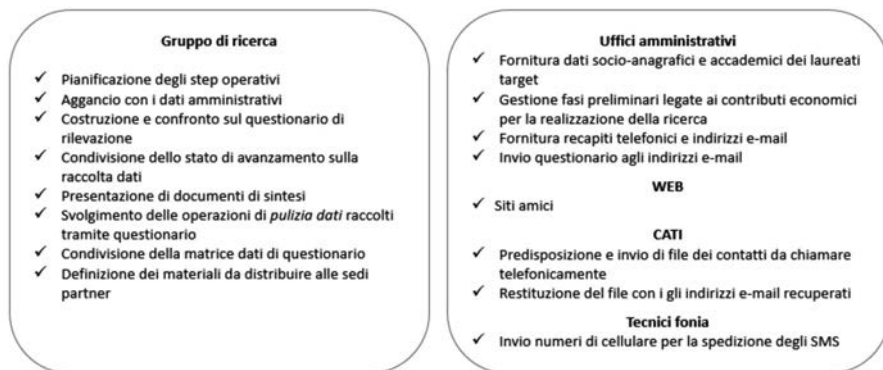 Gruppo di ricerca
✓ Pianificazione degli step operativi
✓ Aggancio con i dati amministrativi
✓ Costruzione e confronto sul questionario di
rilevazione
✓ Condivisione dello stato di avanzamento sulla
raccolta dati
✓ Presentazione di documenti di sintesi
✓ Svolgimento delle operazioni di pulizia dati raccolti
tramite questionario
✓ Condivisione della matrice dati di questionario
✓ Definizione dei materiali da distribuire alle sedi
partner
Uffici amministrativi
✓ Fornitura dati socio-anagrafici e accademici dei laureati
target
✓ Gestione fasi preliminari legate ai contributi economici
per la realizzazione della ricerca
✓ Fornitura recapiti telefonici e indirizzi e-mail
✓ Invio questionario agli indirizzi e-mail
WEB
✓ Siti amici
CATI
✓ Predisposizione e invio di file dei contatti da chiamare
telefonicamente
✓ Restituzione del file con i gli indirizzi e-mail recuperati
Tecnici fonia
✓ Invio numeri di cellulare per la spedizione degli SMS